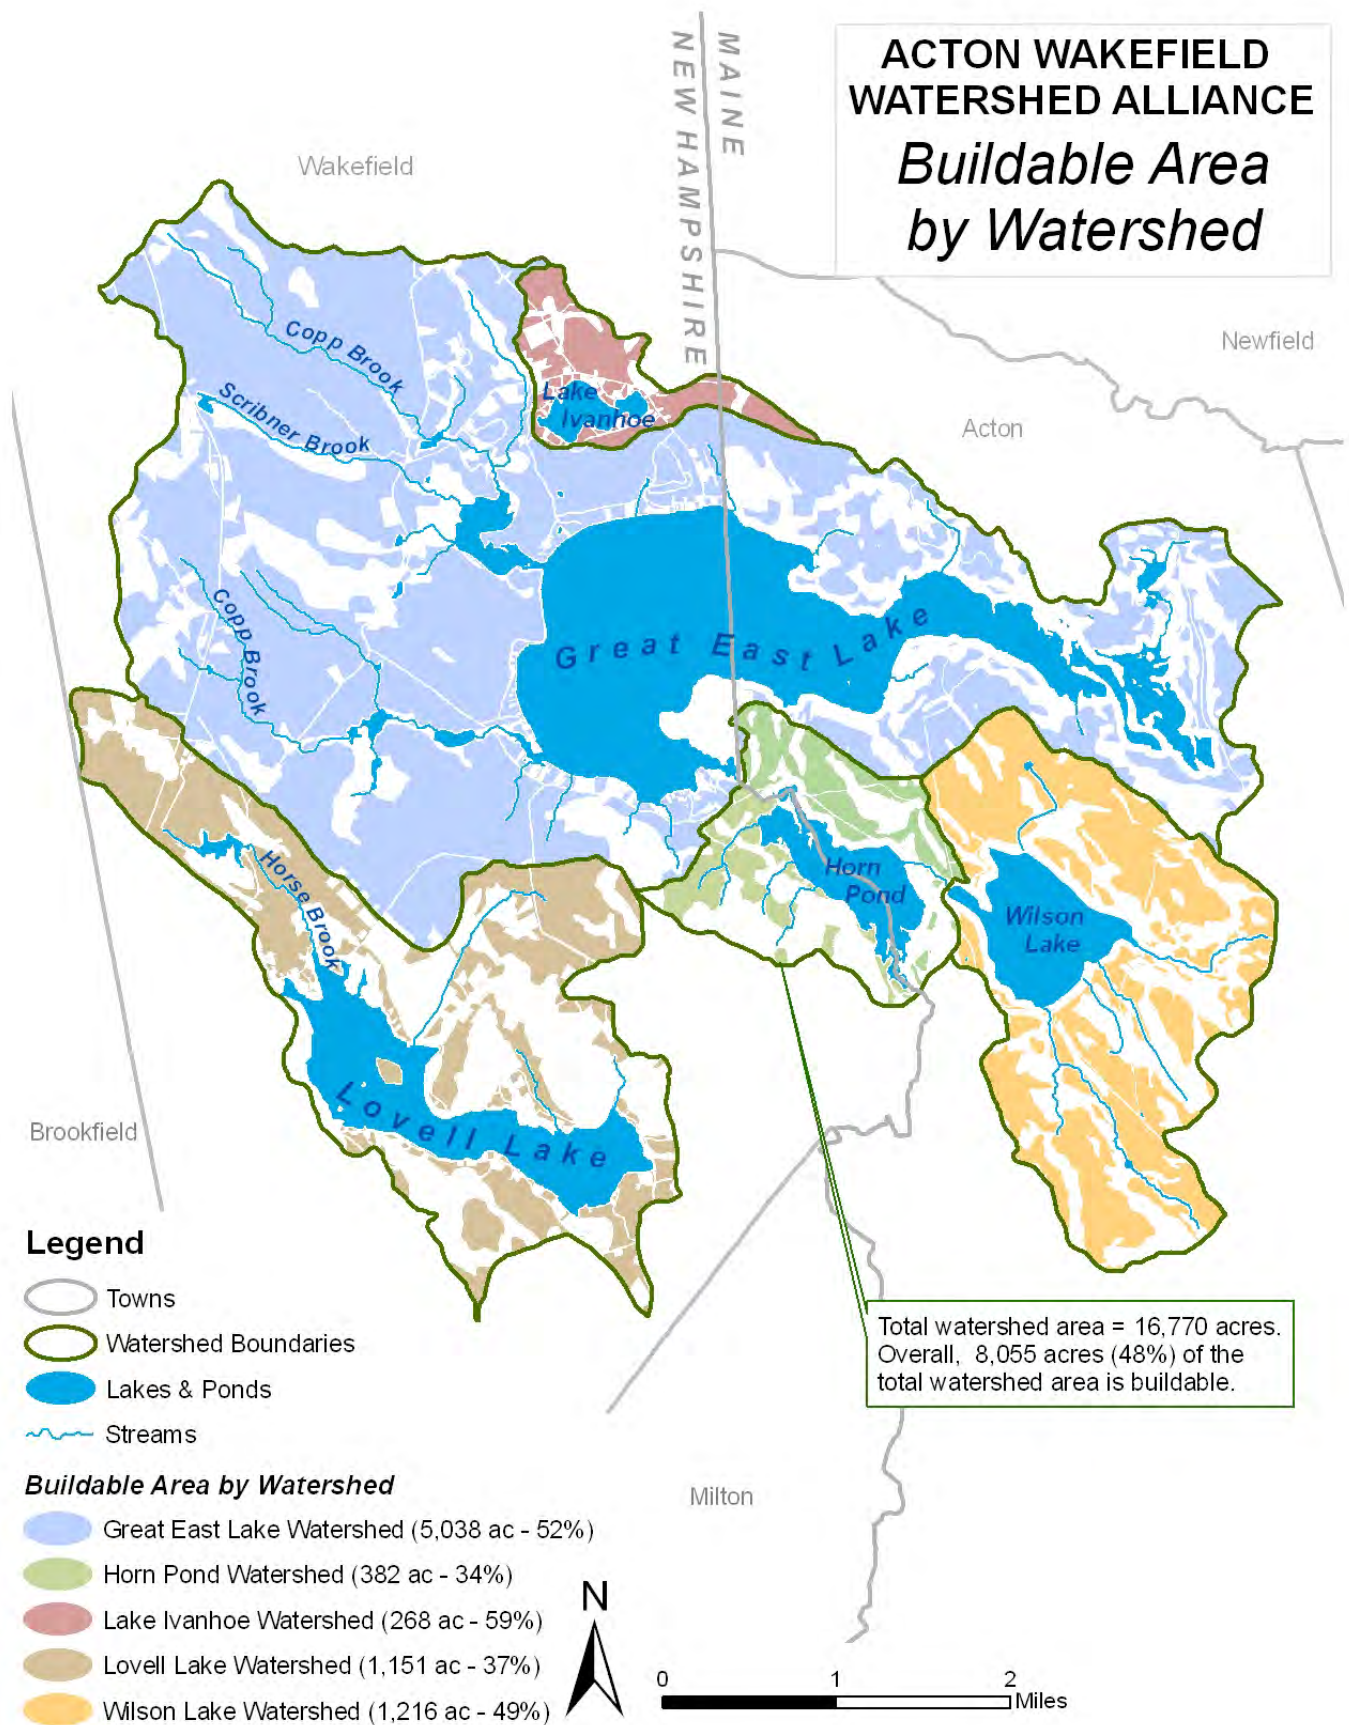 MAINE
NEW HAMPSHIRE
ACTON WAKEFIELD
WATERSHED ALLIANCE
Buildable Area
by Watershed
Wakefield
Newfield
Acton
Copp Brook
Scribner Brook
Lake
Ivanhoe
Copp Brook
Great East Lake
Horse Brook
Horn
Pond
Wilson
Lake
Lovell Lake
Brookfield
Milton
Total watershed area = 16,770 acres.
Overall, 8,055 acres (48%) of the
total watershed area is buildable.
Legend
Towns
Watershed Boundaries
Lakes & Ponds
Streams
Buildable Area by Watershed
Great East Lake Watershed (5,038 ac - 52%)
Horn Pond Watershed (382 ac - 34%)
Lake Ivanhoe Watershed (268 ac - 59%)
Lovell Lake Watershed (1,151 ac - 37%)
Wilson Lake Watershed (1,216 ac - 49%)
N
0 1 2
Miles